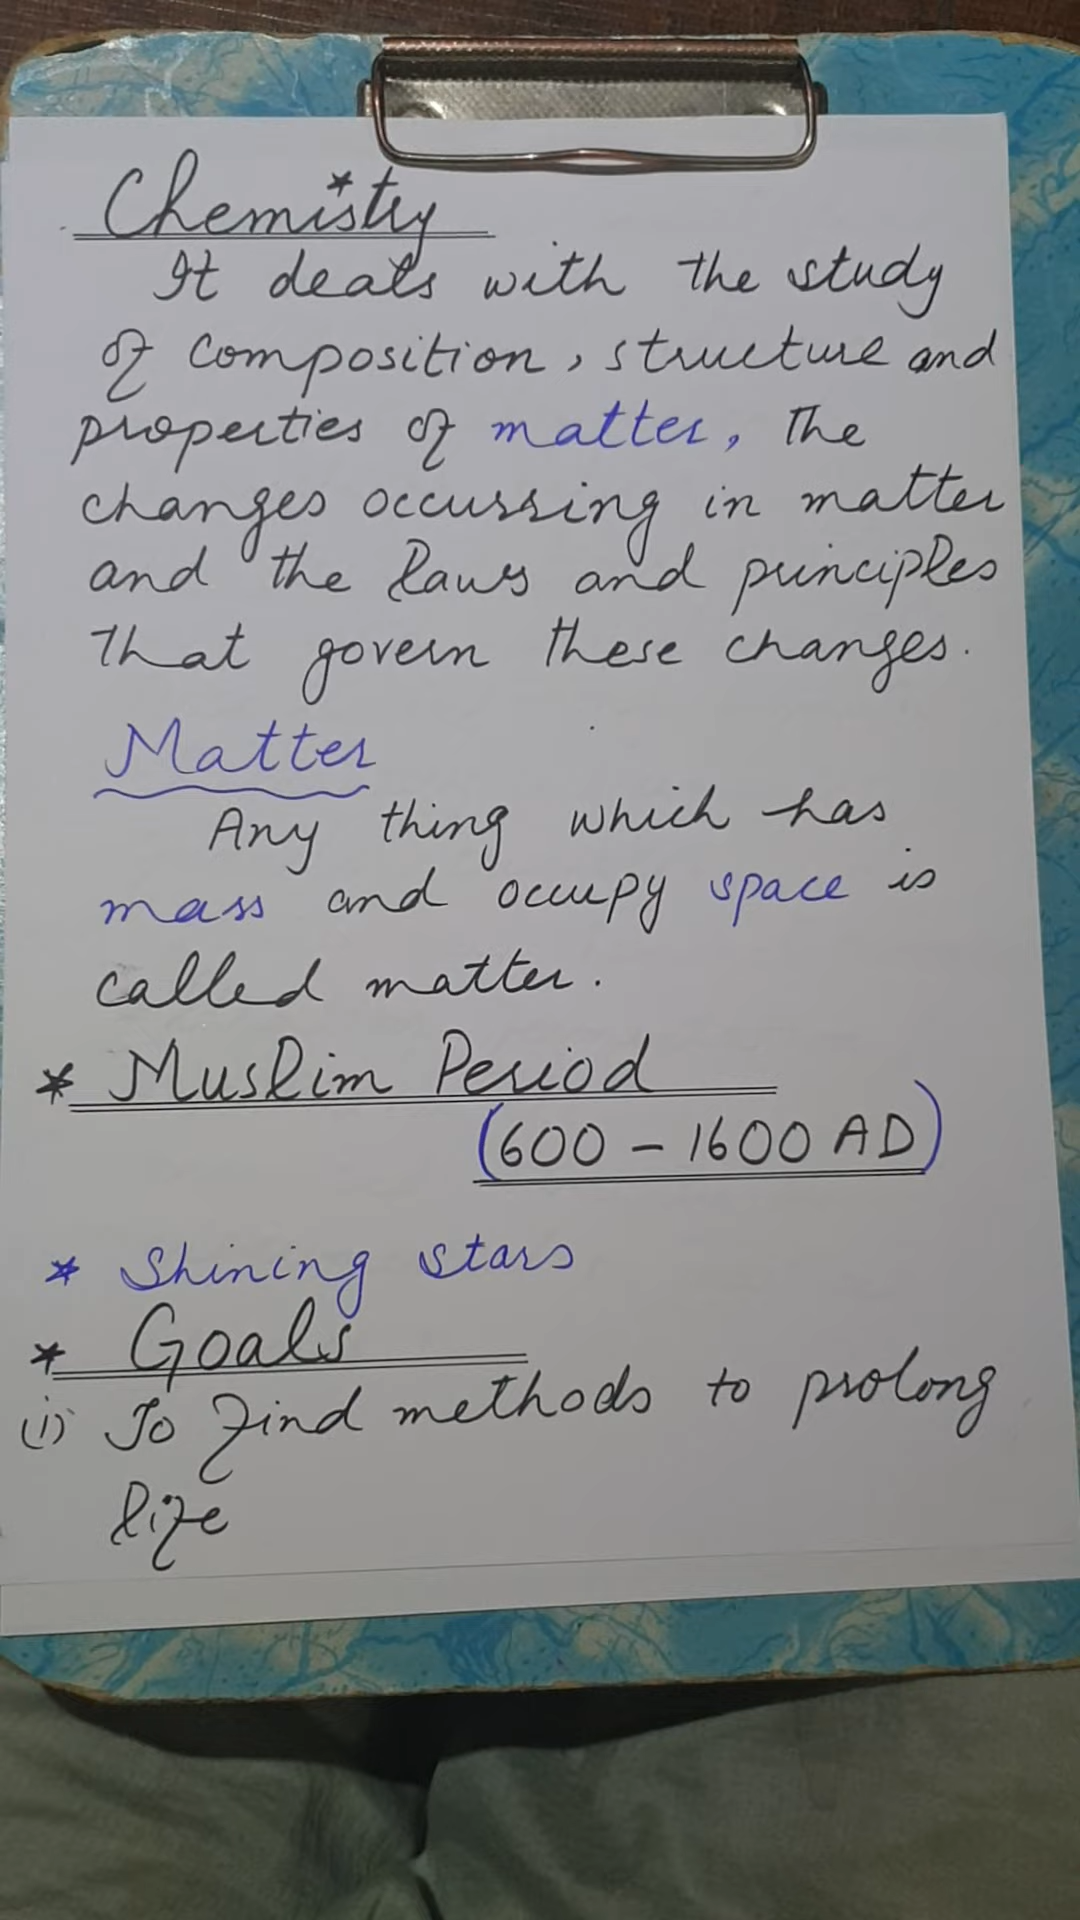 Chemistry
It deals with the study
of composition, structure and
properties of matter, the
changes occurring in matter
and the laws and principles
that govern these changes.
Matter
Any thing which has
mass and occupy space is
called matter.
* Muslim Period
(600 - 1600 AD)
* Shining stars
* Goals
(i) To find methods to prolong
life